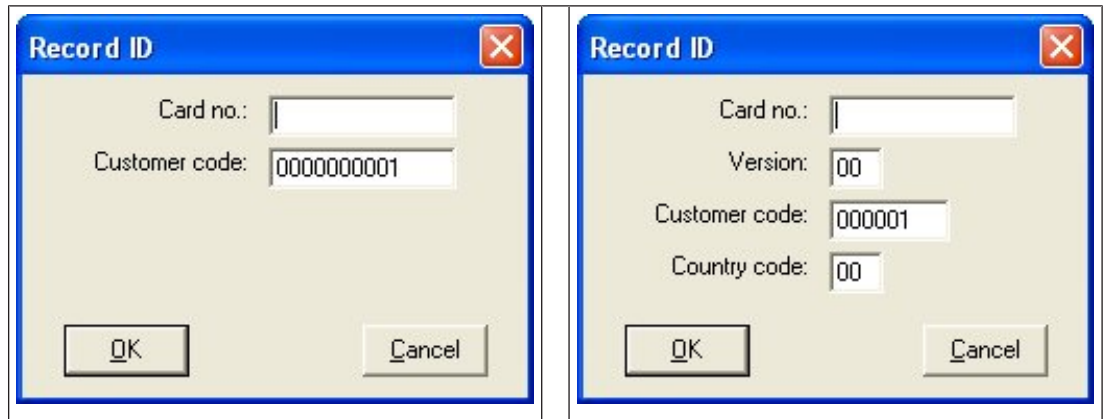 Record ID
Card no.:
Customer code: 0000000001
OK Cancel
Record ID
Card no.:
Version: 00
Customer code: 000001
Country code: 00
OK Cancel